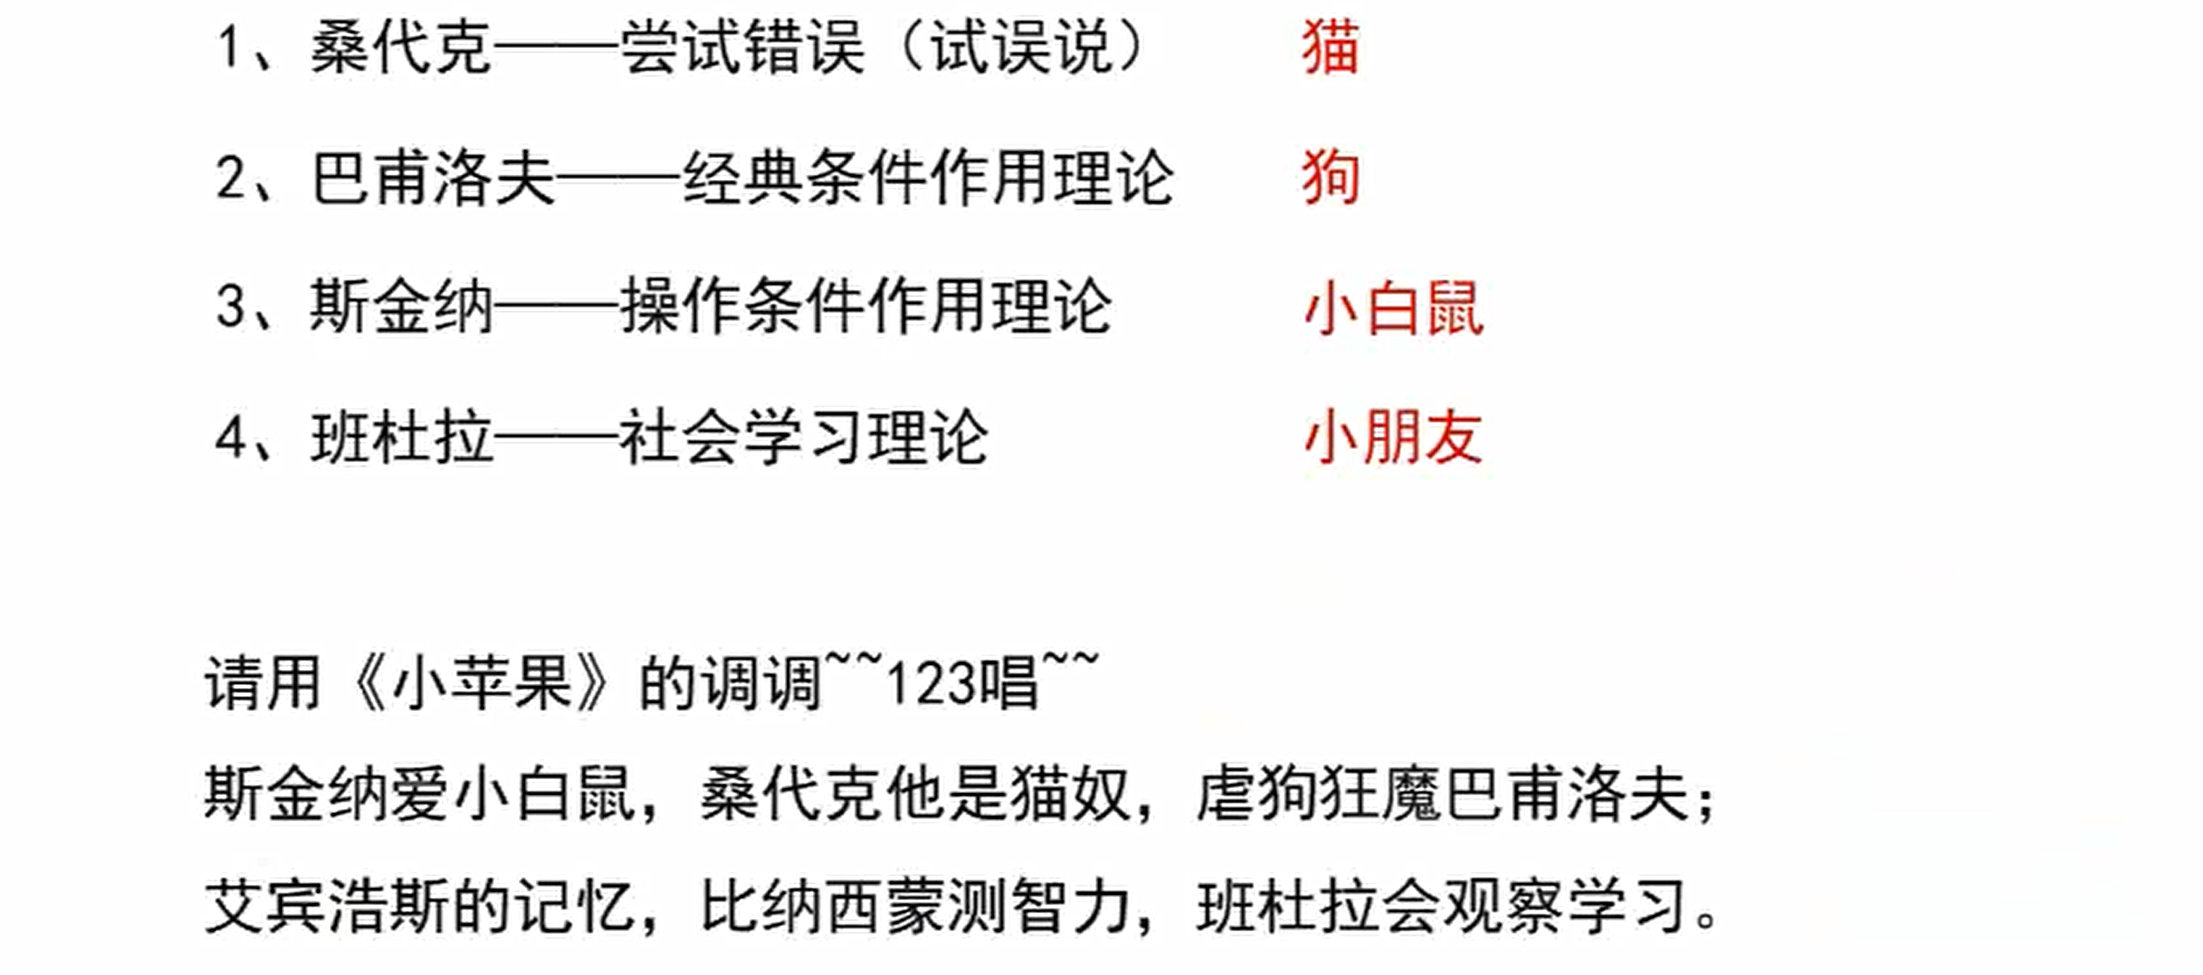 1、桑代克——尝试错误（试误说） 猫
2、巴甫洛夫——经典条件作用理论 狗
3、斯金纳——操作条件作用理论 小白鼠
4、班杜拉——社会学习理论 小朋友
请用《小苹果》的调调~~123唱~~
斯金纳爱小白鼠，桑代克他是猫奴，虐狗狂魔巴甫洛夫；
艾宾浩斯的记忆，比纳西蒙测智力，班杜拉会观察学习。